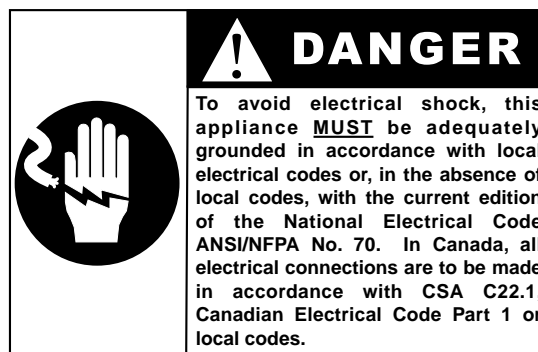 DANGER
To avoid electrical shock, this
appliance MUST be adequately
grounded in accordance with local
electrical codes or, in the absence of
local codes, with the current edition
of the National Electrical Code
ANSI/NFPA No. 70. In Canada, all
electrical connections are to be made
in accordance with CSA C22.1,
Canadian Electrical Code Part 1 or
local codes.